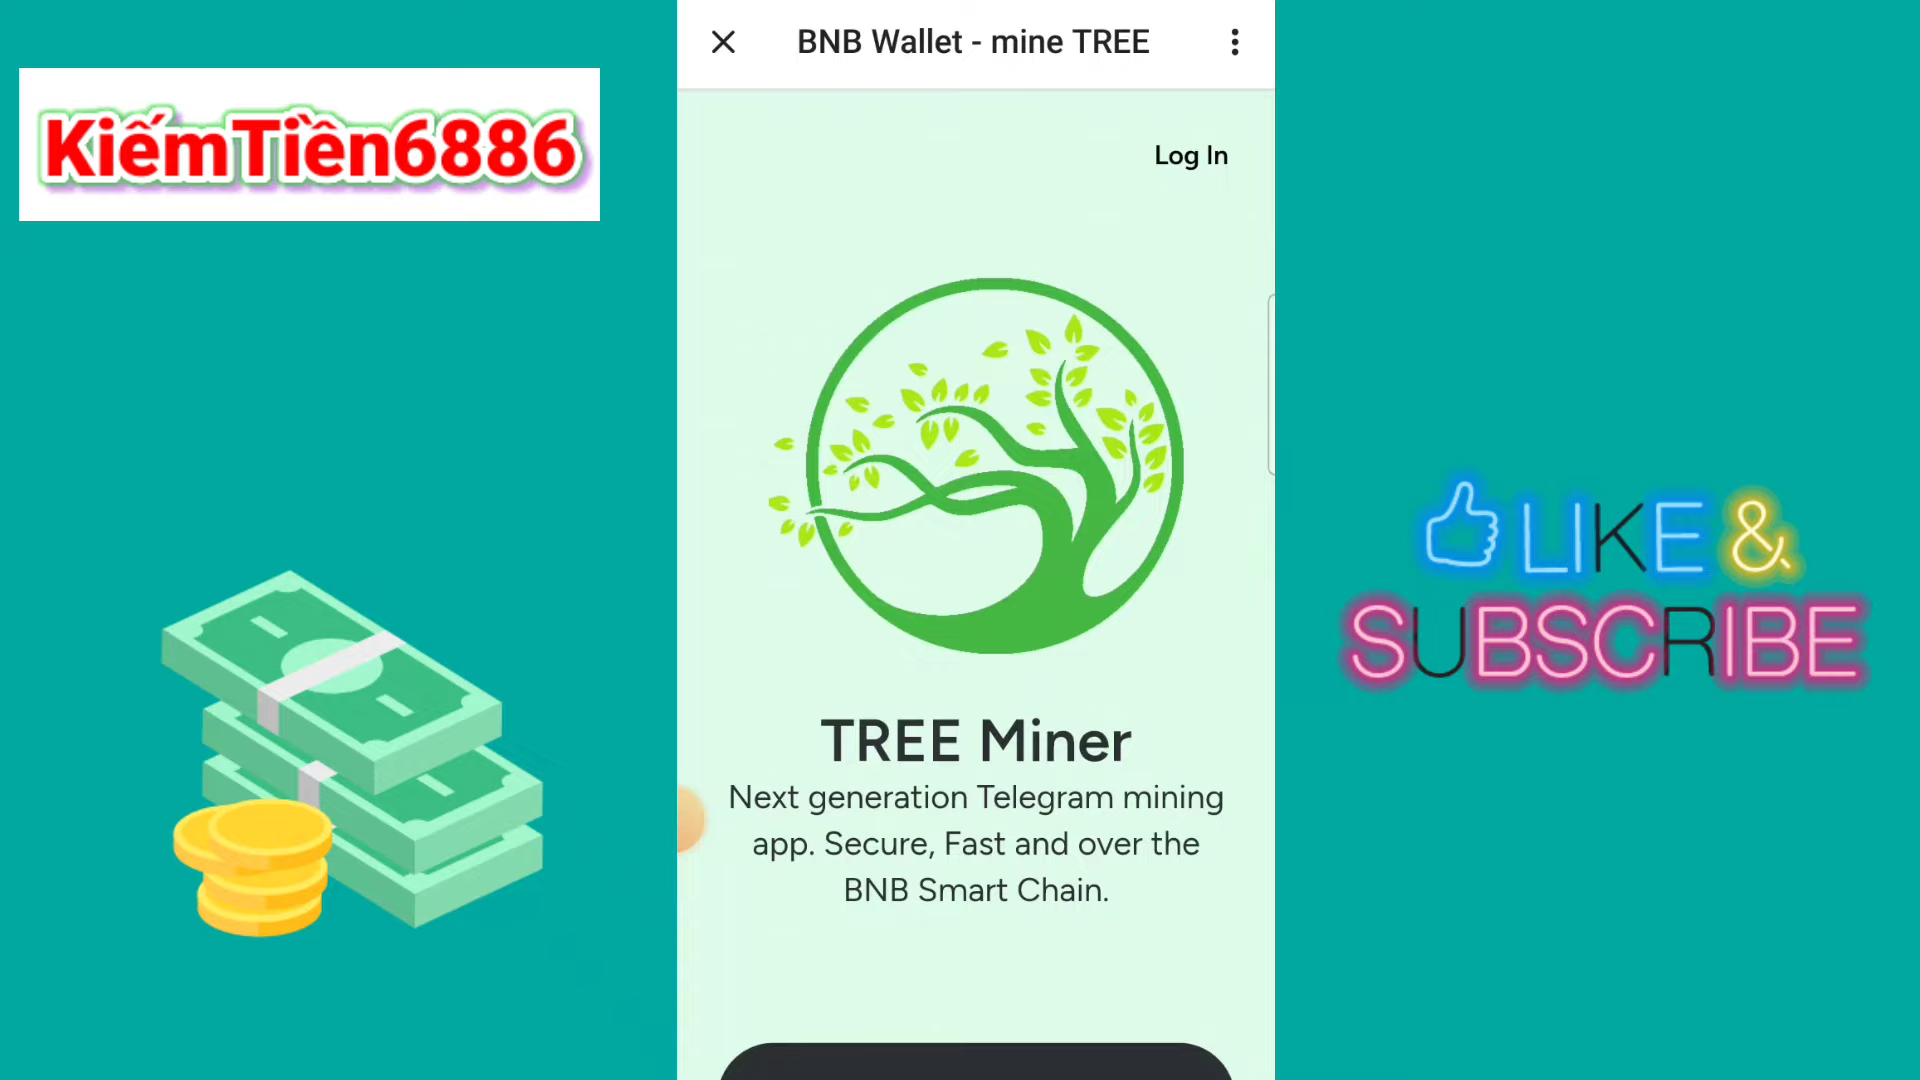 KiếmTiền6886
BNB Wallet - mine TREE
Log In
TREE Miner
Next generation Telegram mining
app. Secure, Fast and over the
BNB Smart Chain.
LIKE &
SUBSCRIBE